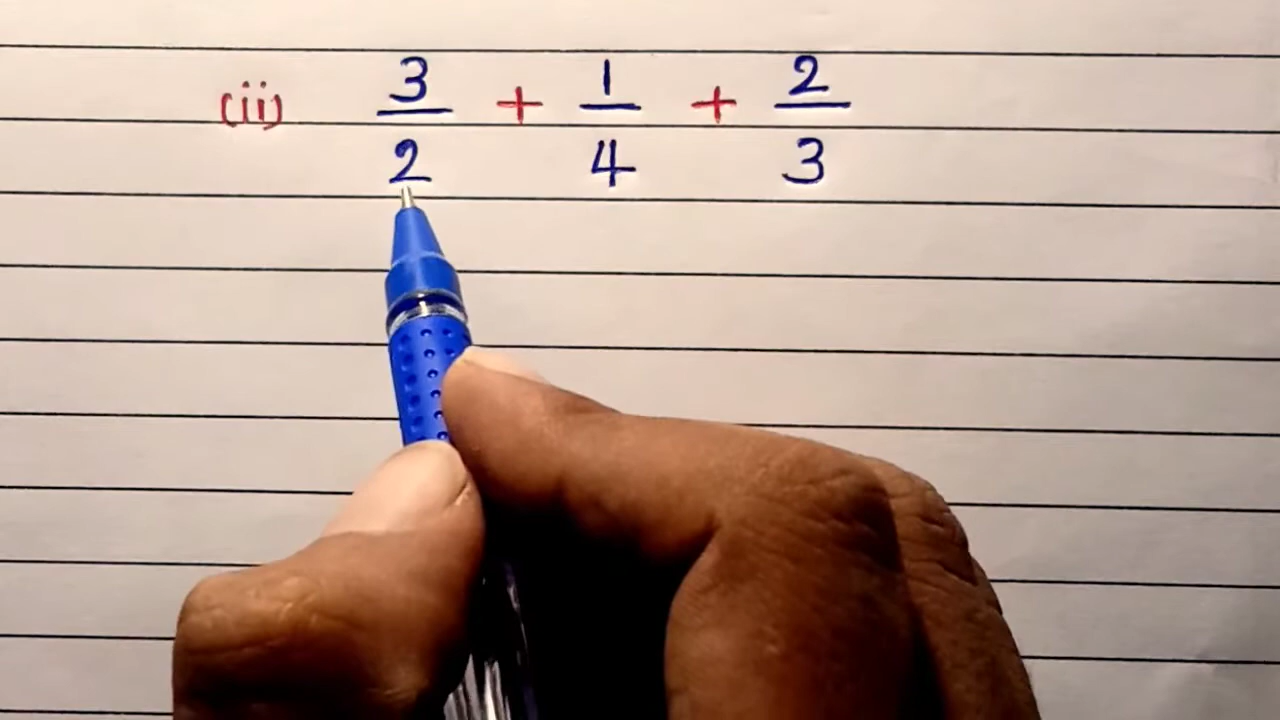 (ii) 3/2 + 1/4 + 2/3